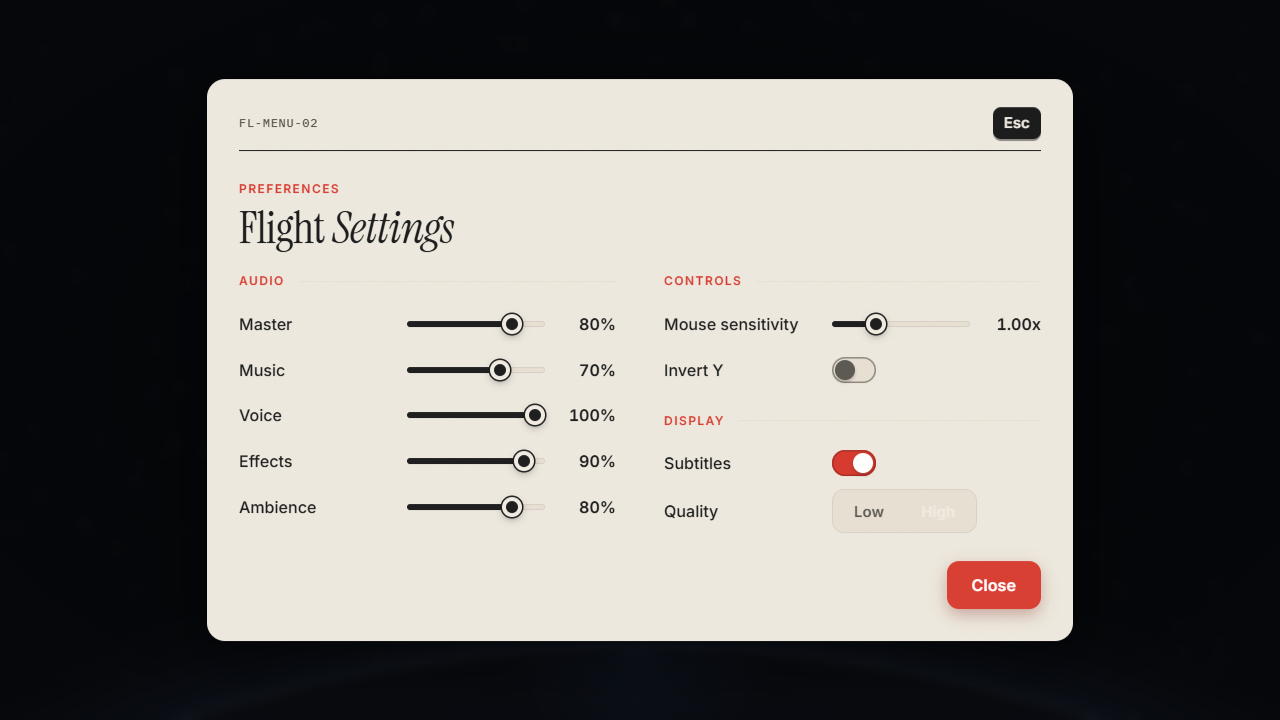 FL-MENU-02
Esc
PREFERENCES
Flight Settings
AUDIO
Master 80%
Music 70%
Voice 100%
Effects 90%
Ambience 80%
CONTROLS
Mouse sensitivity 1.00x
Invert Y
DISPLAY
Subtitles
Quality Low High
Close